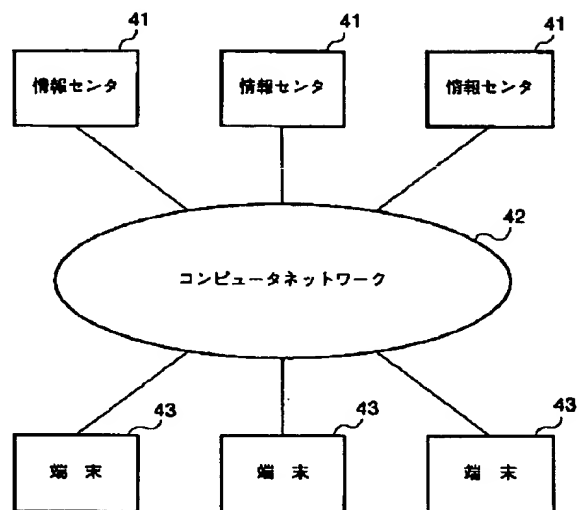 41 41 41
情報センタ 情報センタ 情報センタ
42
コンピュータネットワーク
43 43 43
端末 端末 端末